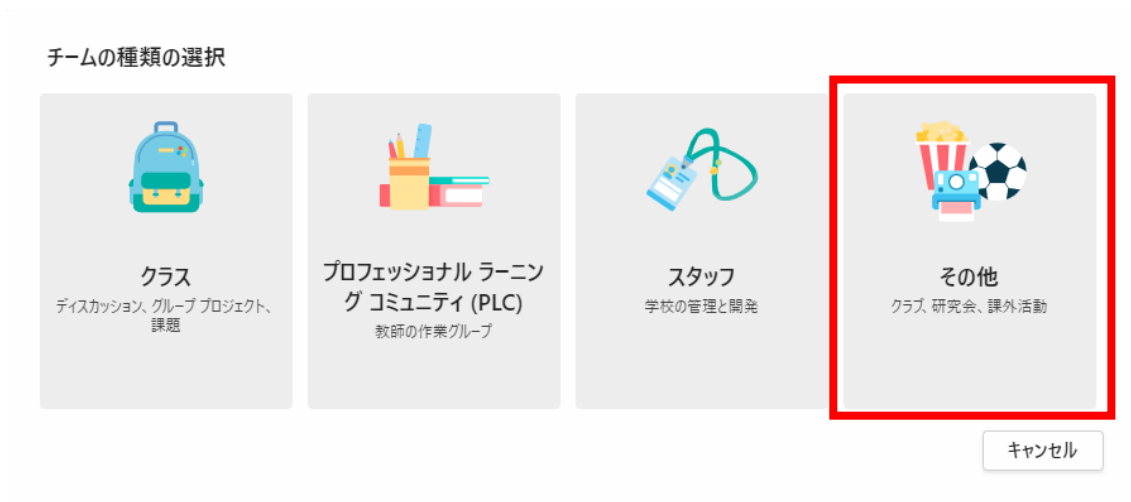 チームの種類の選択
クラス
ディスカッション、グループ プロジェクト、
課題
プロフェッショナル ラーニン
グ コミュニティ (PLC)
教師の作業グループ
スタッフ
学校の管理と開発
その他
クラブ、研究会、課外活動
キャンセル